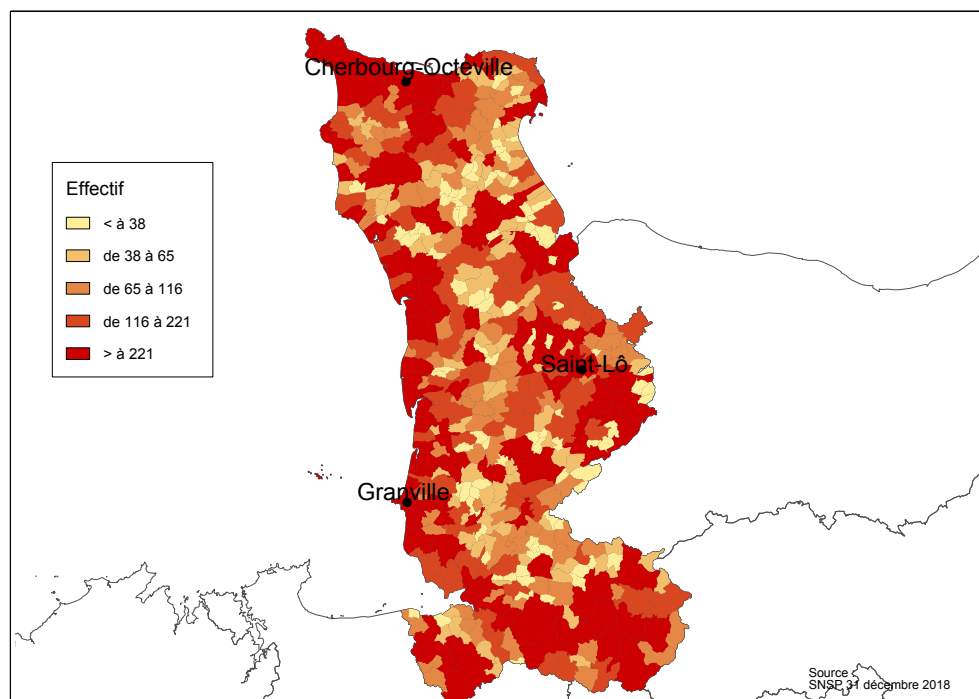 Cherbourg-Octeville
Effectif
< à 38
de 38 à 65
de 65 à 116
de 116 à 221
> à 221
Saint-Lô
Granville
Source :
SNSP 31 décembre 2018